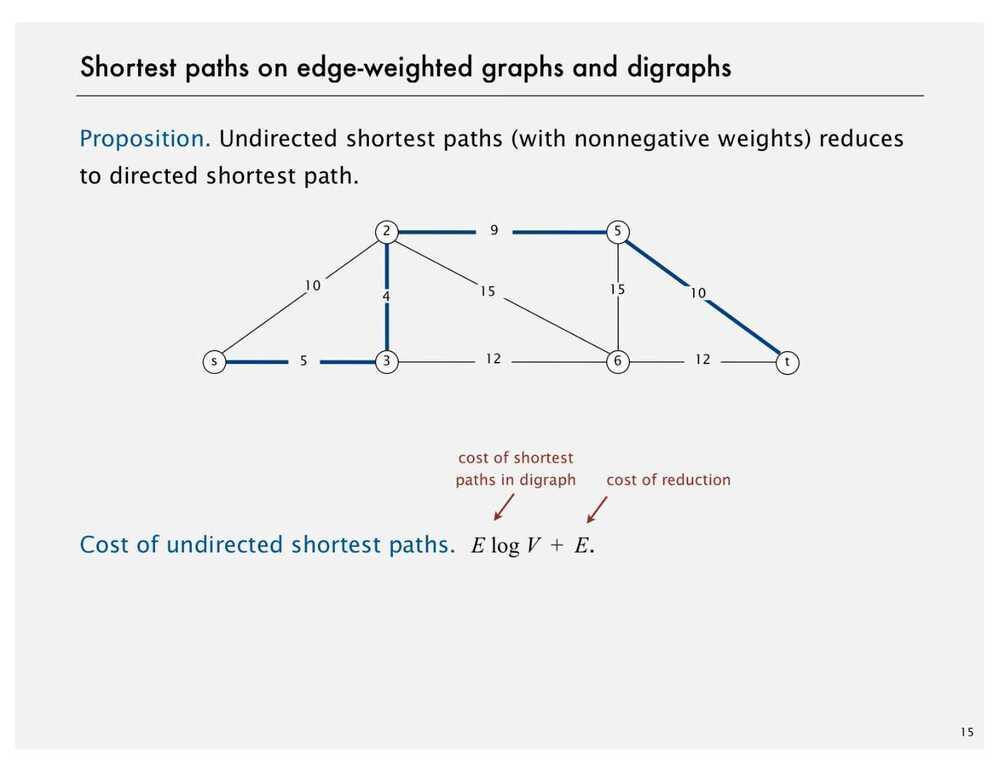 Shortest paths on edge-weighted graphs and digraphs
Proposition. Undirected shortest paths (with nonnegative weights) reduces
to directed shortest path.
2 9 5
10 4 15 15 10
s 5 3 12 6 12 t
cost of shortest
paths in digraph cost of reduction
Cost of undirected shortest paths. E log V + E.
15